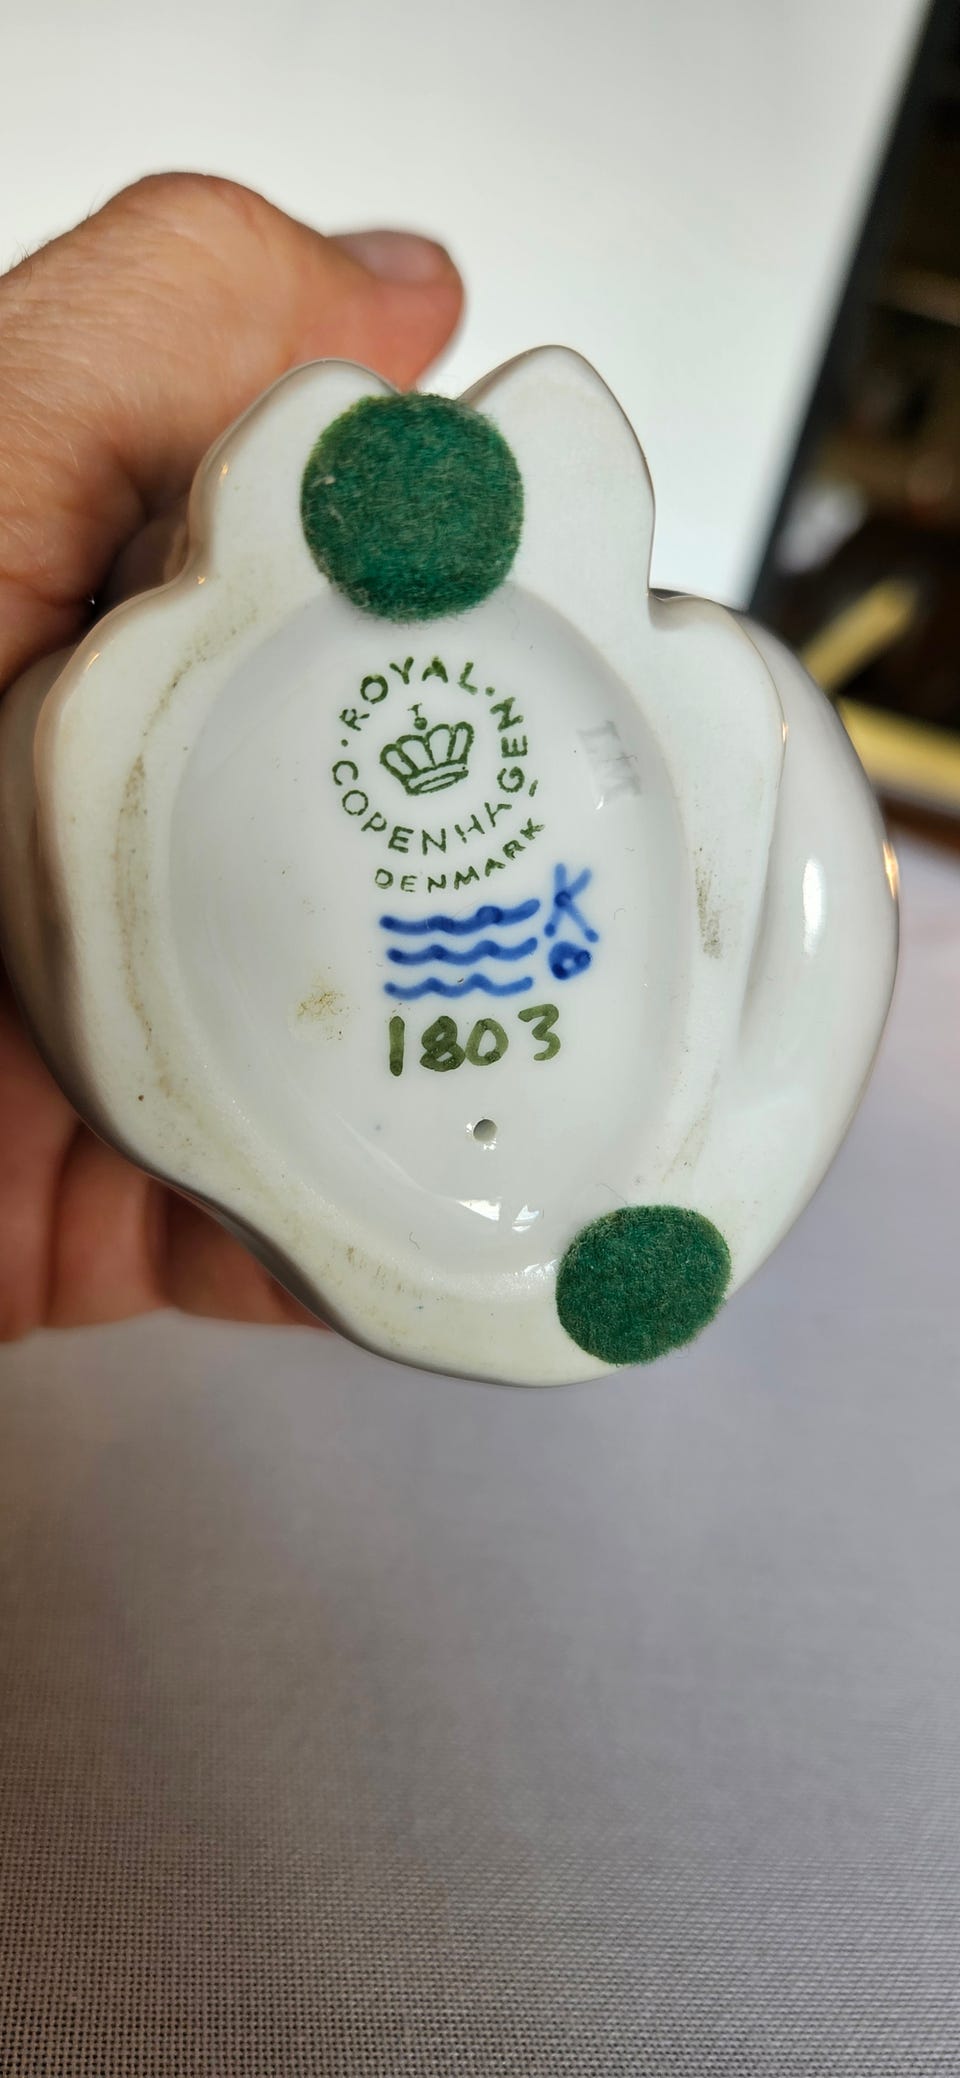 ROYAL
COPENHAGEN
DENMARK
1803